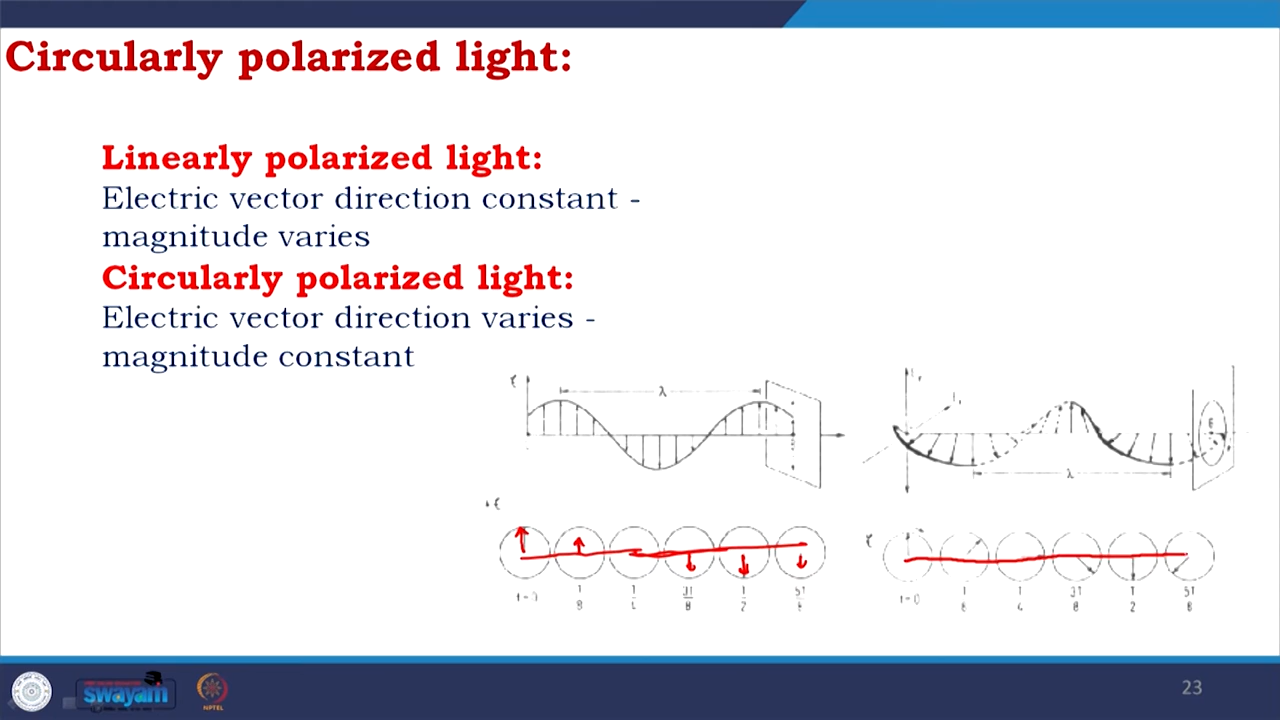 Circularly polarized light:
Linearly polarized light:
Electric vector direction constant -
magnitude varies
Circularly polarized light:
Electric vector direction varies -
magnitude constant
λ
λ
swayam
NPTEL
23